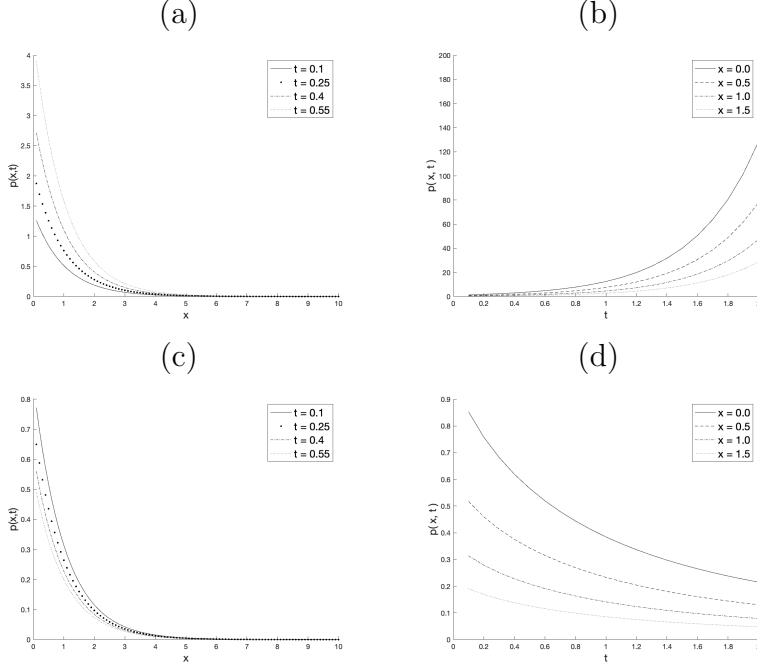 (a)
p(x,t)
4
3.5
3
2.5
2
1.5
1
0.5
0
0 1 2 3 4 5 6 7 8 9 10
x
t = 0.1
t = 0.25
t = 0.4
t = 0.55
(b)
p( x, t )
200
180
160
140
120
100
80
60
40
20
0
0 0.2 0.4 0.6 0.8 1 1.2 1.4 1.6 1.8
t
x = 0.0
x = 0.5
x = 1.0
x = 1.5
(c)
p(x,t)
0.8
0.7
0.6
0.5
0.4
0.3
0.2
0.1
0
0 1 2 3 4 5 6 7 8 9 10
x
t = 0.1
t = 0.25
t = 0.4
t = 0.55
(d)
p( x, t )
0.9
0.8
0.7
0.6
0.5
0.4
0.3
0.2
0.1
0
0 0.2 0.4 0.6 0.8 1 1.2 1.4 1.6 1.8
t
x = 0.0
x = 0.5
x = 1.0
x = 1.5